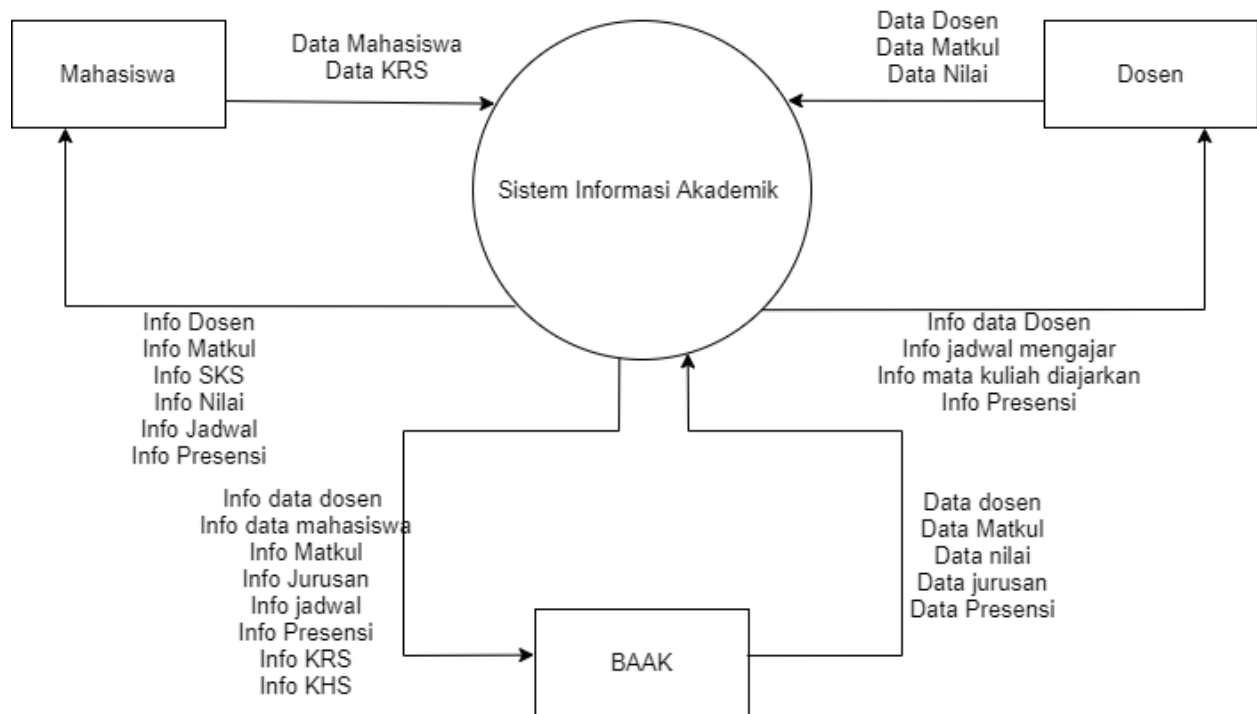 Mahasiswa
Data Mahasiswa
Data KRS
Sistem Informasi Akademik
Data Dosen
Data Matkul
Data Nilai
Dosen
Info Dosen
Info Matkul
Info SKS
Info Nilai
Info Jadwal
Info Presensi
Info data Dosen
Info jadwal mengajar
Info mata kuliah diajarkan
Info Presensi
Info data dosen
Info data mahasiswa
Info Matkul
Info Jurusan
Info jadwal
Info Presensi
Info KRS
Info KHS
BAAK
Data dosen
Data Matkul
Data nilai
Data jurusan
Data Presensi